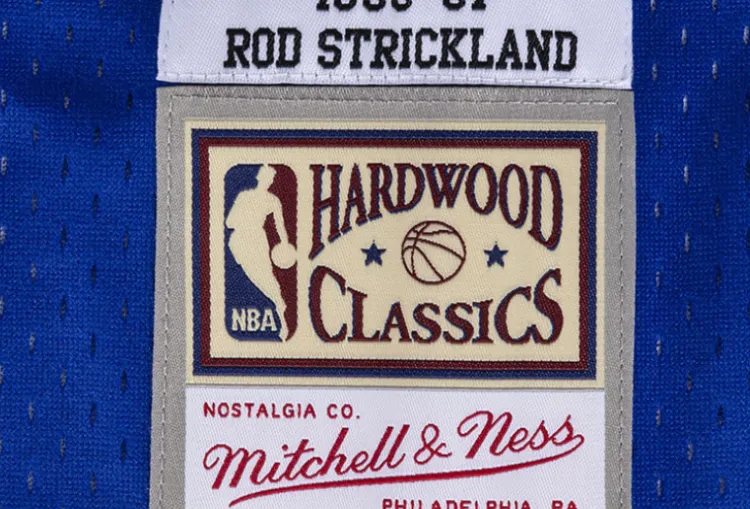 ROD STRICKLAND
HARDWOOD
CLASSICS
NBA
NOSTALGIA CO.
Mitchell & Ness
PHILADELPHIA, PA